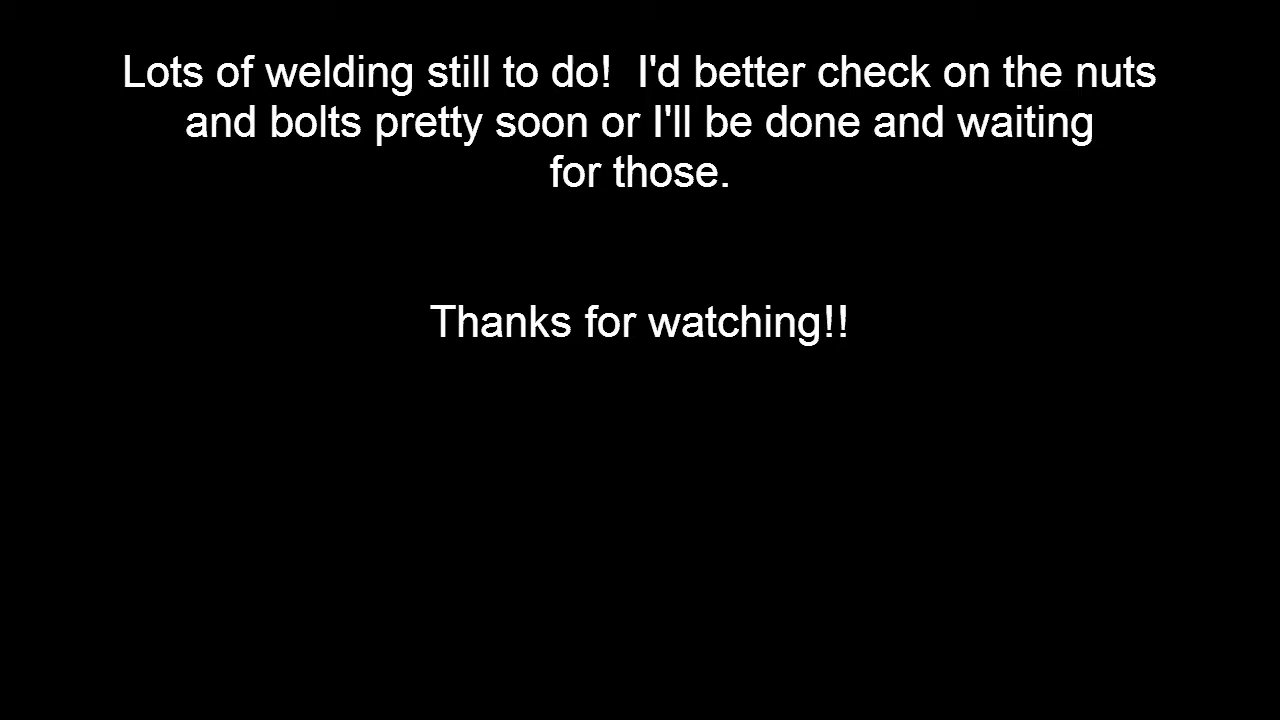 Lots of welding still to do!  I'd better check on the nuts
and bolts pretty soon or I'll be done and waiting
for those.
Thanks for watching!!